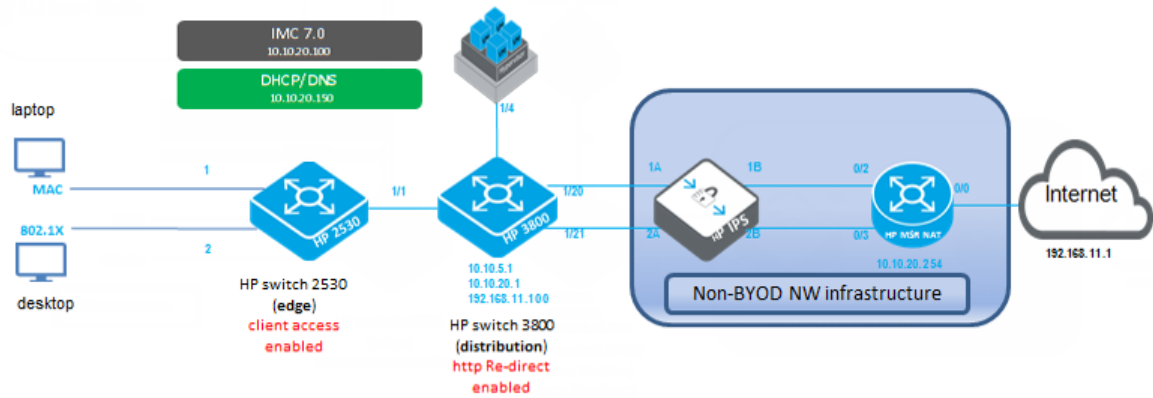 IMC 7.0
10.10.20.100
DHCP/DNS
10.10.20.150
laptop
MAC
802.1X
desktop
1
2
HP 2530
HP switch 2530
(edge)
client access
enabled
1/1
1/4
HP 3800
1/20
1/21
10.10.5.1
10.10.20.1
192.168.11.100
HP switch 3800
(distribution)
http Re-direct
enabled
1A
2A
HP IPS
1B
2B
0/2
0/3
HP MSR NAT
10.10.20.254
0/0
Non-BYOD NW infrastructure
Internet
192.168.11.1